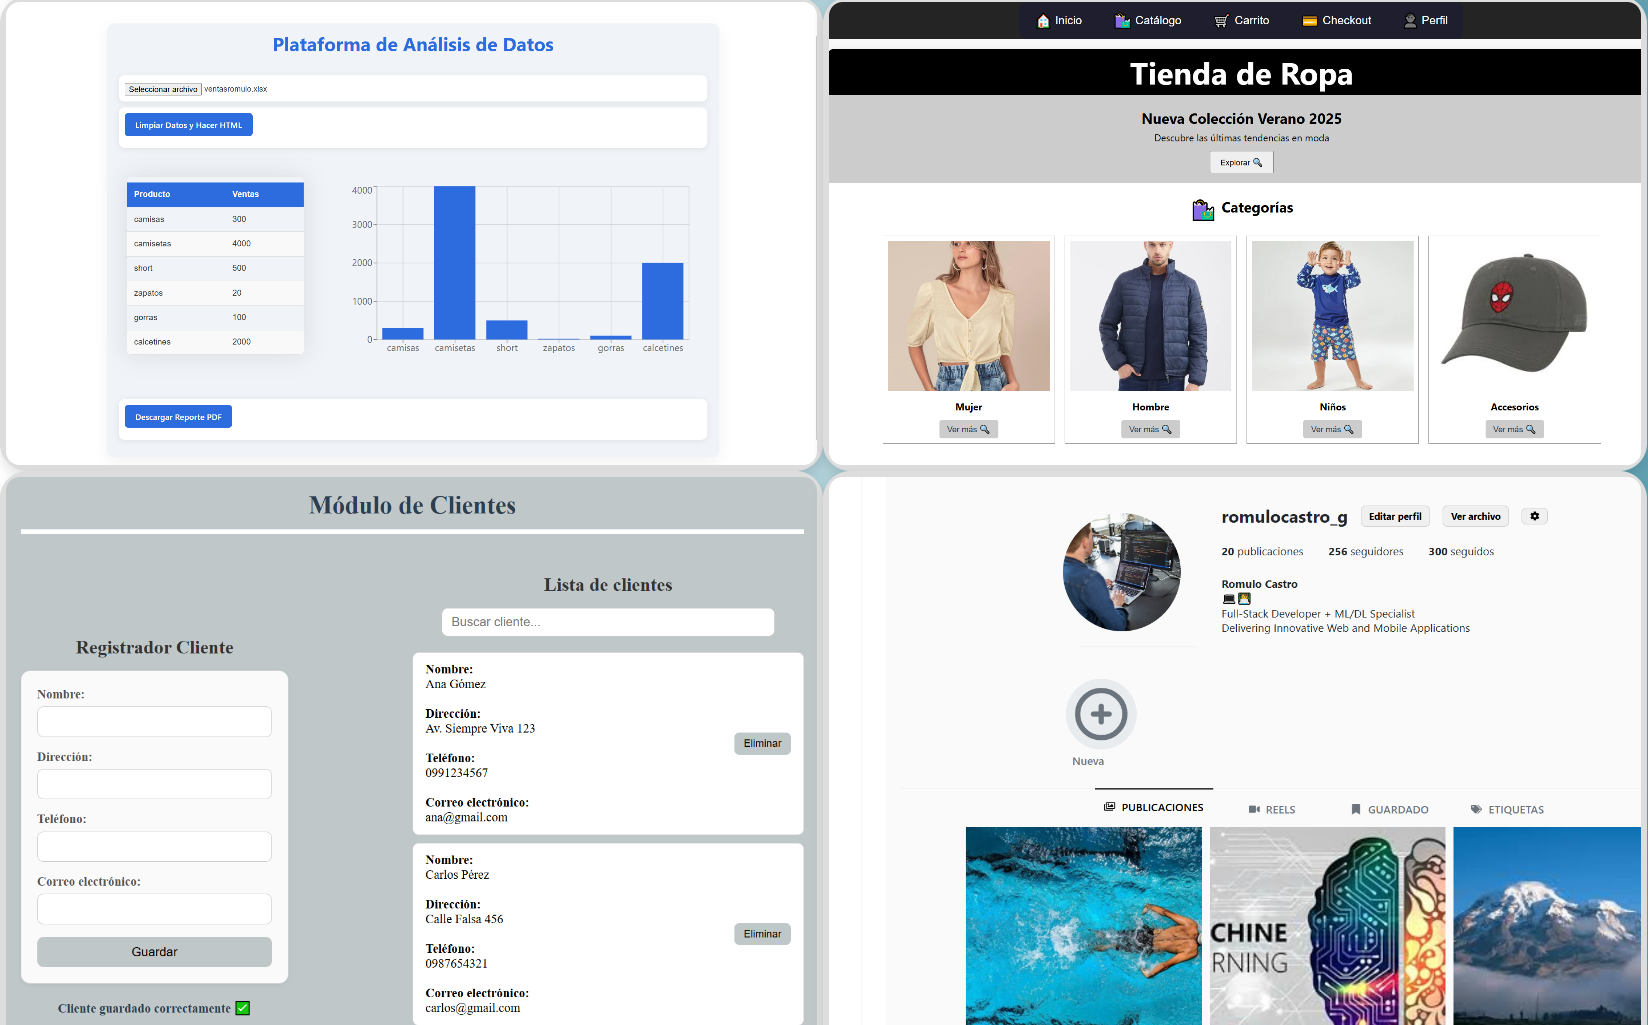 Plataforma de Análisis de Datos
Seleccionar archivo ventasromulo.xlsx
Limpiar Datos y Hacer HTML
Producto Ventas
camisas 300
camisetas 4000
short 500
zapatos 20
gorras 100
calcetines 2000
4000
3000
2000
1000
0
camisas camisetas short zapatos gorras calcetines
Descargar Reporte PDF
Inicio Catálogo Carrito Checkout Perfil
Tienda de Ropa
Nueva Colección Verano 2025
Descubre las últimas tendencias en moda
Explorar
Categorías
Mujer Hombre Niños Accesorios
Ver más Ver más Ver más Ver más
Módulo de Clientes
Registrador Cliente
Nombre:
Dirección:
Teléfono:
Correo electrónico:
Guardar
Cliente guardado correctamente ✅
Lista de clientes
Buscar cliente...
Nombre:
Ana Gómez
Dirección:
Av. Siempre Viva 123
Teléfono:
0991234567
Correo electrónico:
ana@gmail.com
Eliminar
Nombre:
Carlos Pérez
Dirección:
Calle Falsa 456
Teléfono:
0987654321
Correo electrónico:
carlos@gmail.com
Eliminar
romulocastro_g Editar perfil Ver archivo
20 publicaciones 256 seguidores 300 seguidos
Romulo Castro
Full-Stack Developer + ML/DL Specialist
Delivering Innovative Web and Mobile Applications
Nueva
PUBLICACIONES REELS GUARDADO ETIQUETAS
CHINE
RNING